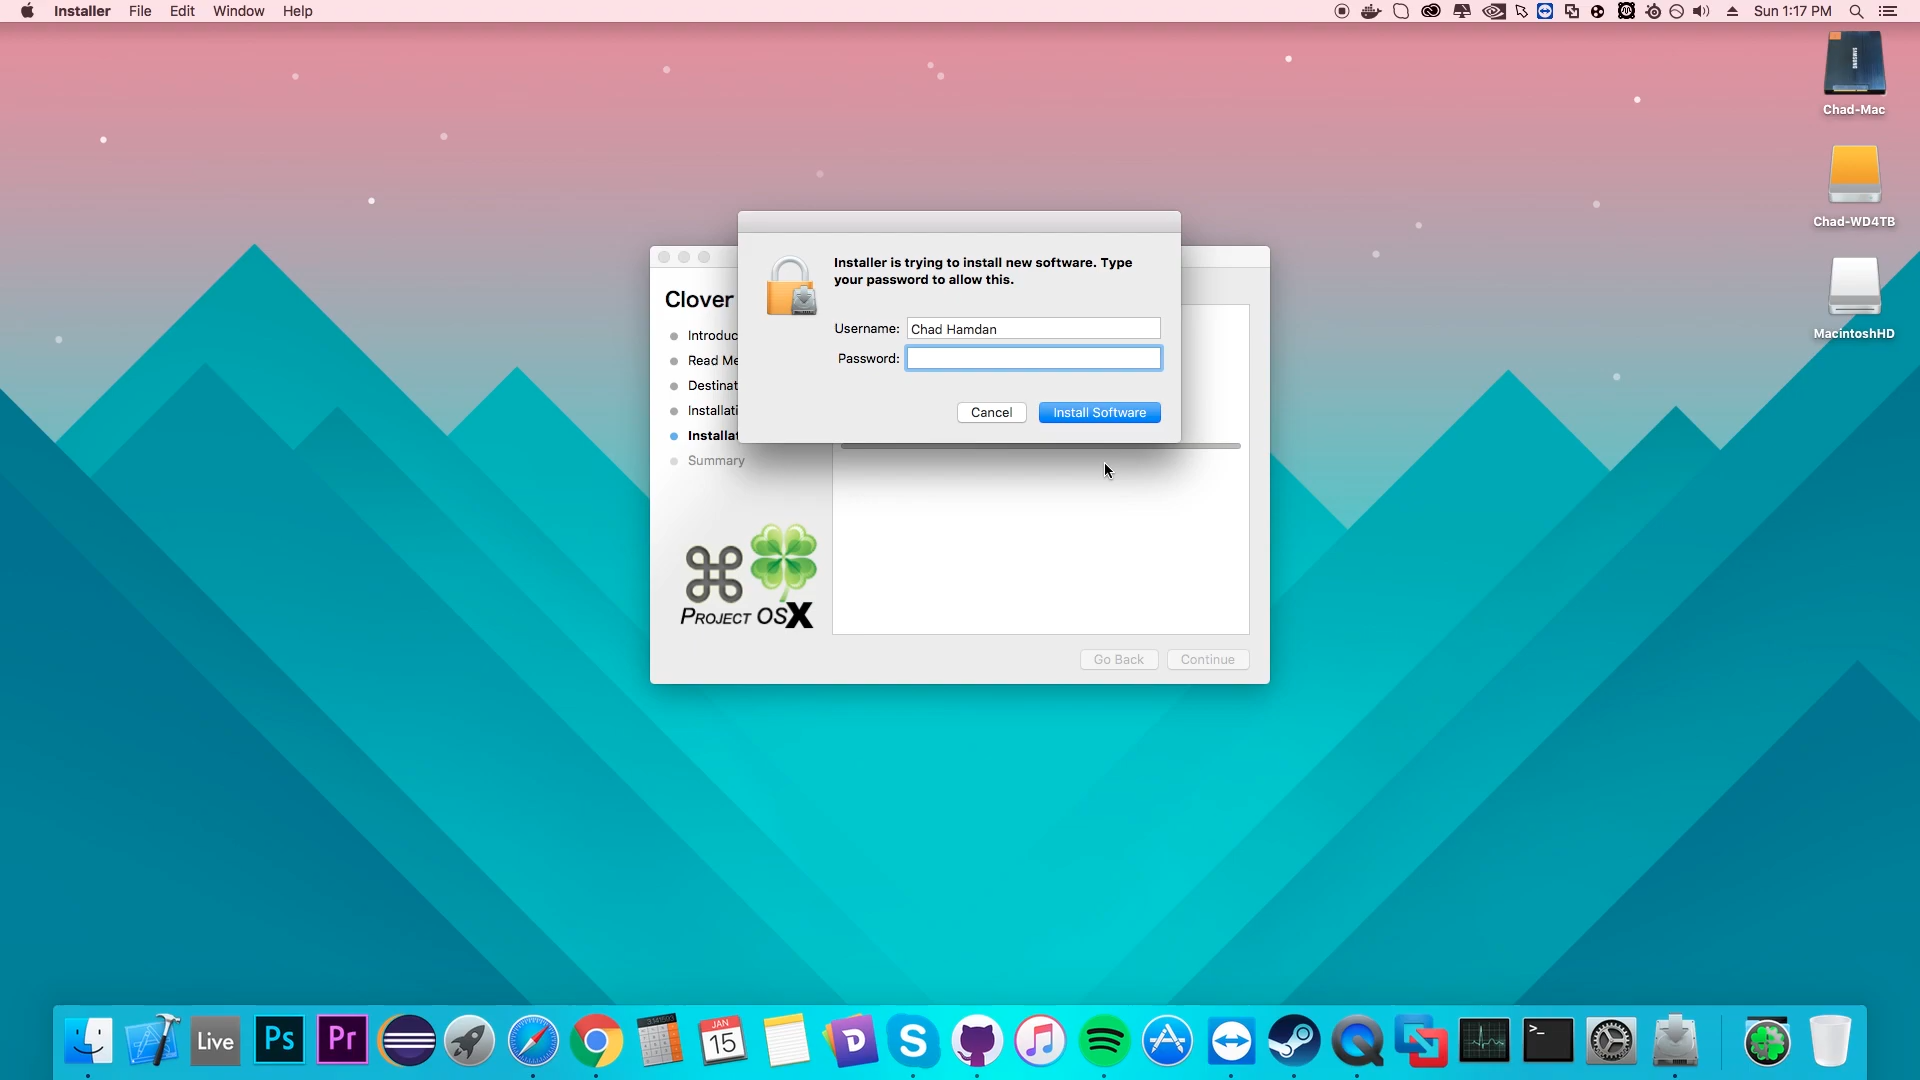 Installer File Edit Window Help
Sun 1:17 PM
Chad-Mac
Chad-WD4TB
MacintoshHD
Installer is trying to install new software. Type
your password to allow this.
Username: Chad Hamdan
Password:
Cancel Install Software
Clover
Introduc
Read Me
Destinat
Installati
Installat
Summary
PROJECT OSX
Go Back Continue
Live Ps Pr
JAN
15
D
S
>_